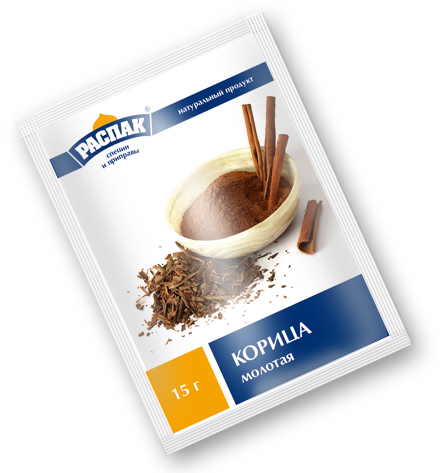 натуральный продукт
РАСПАК®
специи
и приправы
КОРИЦА
молотая
15 г